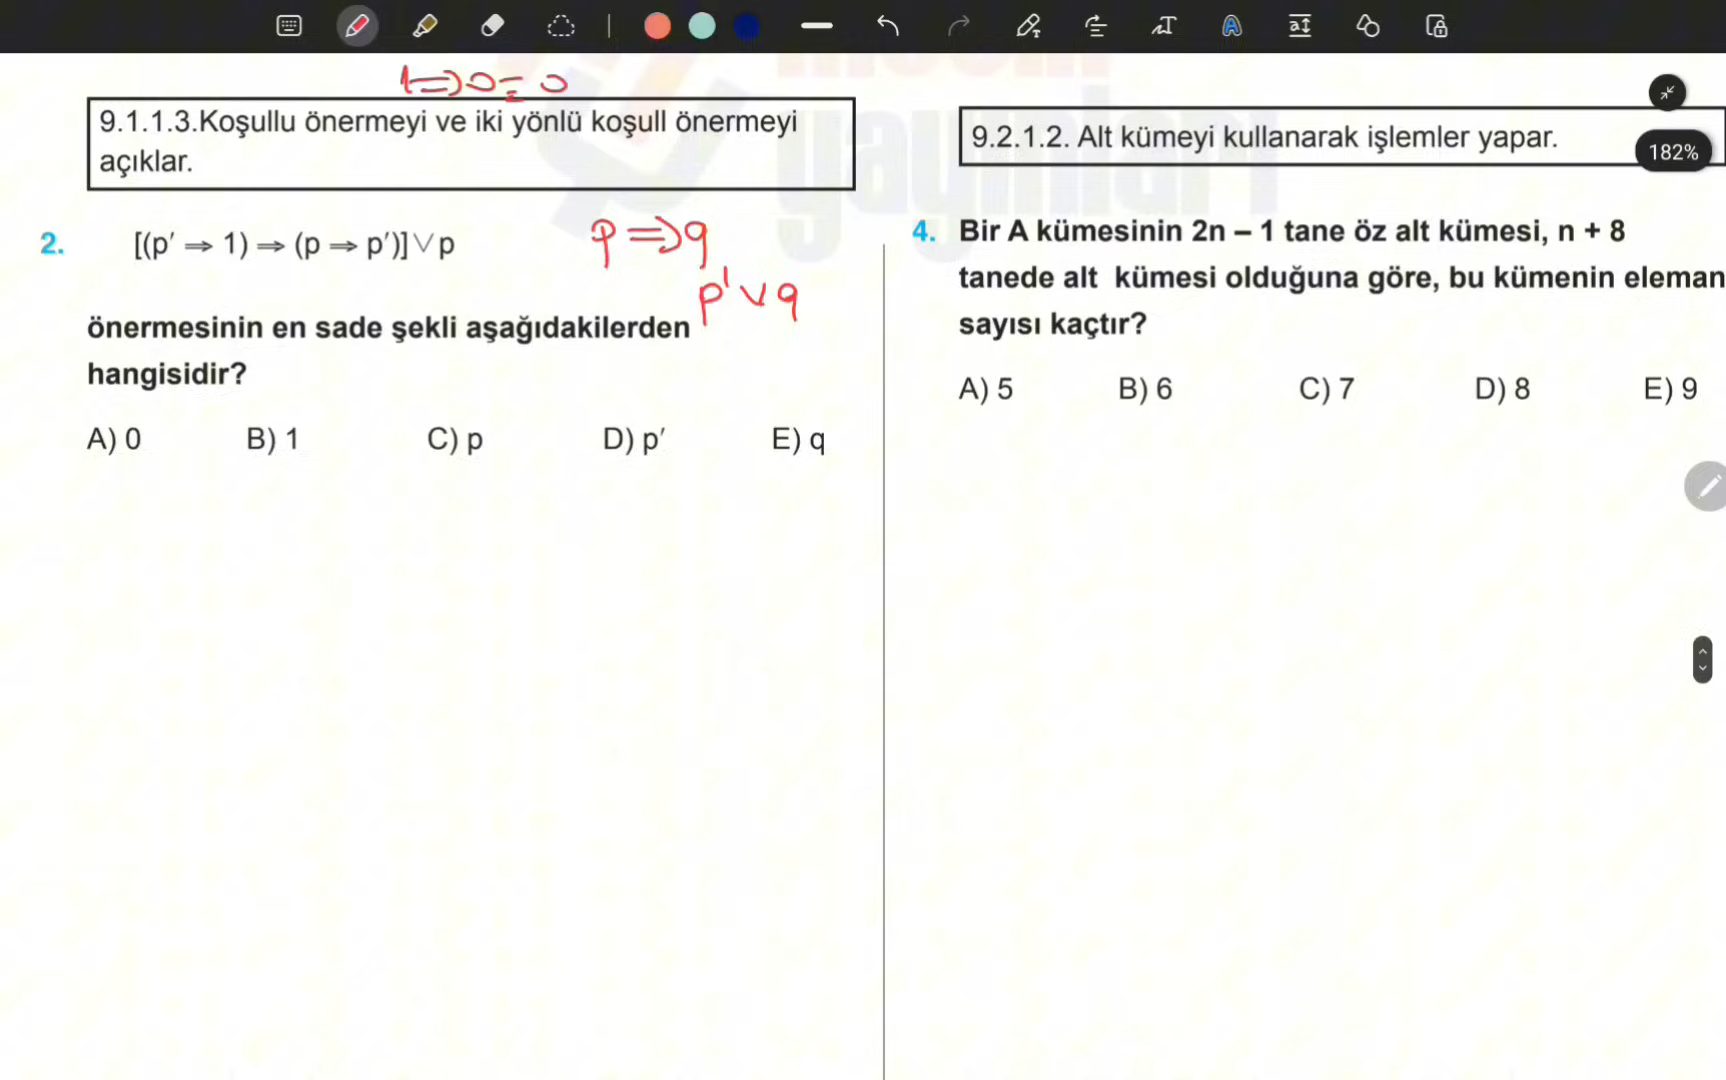 1⇒0≡0
9.1.1.3.Koşullu önermeyi ve iki yönlü koşull önermeyi
açıklar.
2. [(p′ ⇒ 1) ⇒ (p ⇒ p′)] ∨ p
p ⇒ q
p′ ∨ q
önermesinin en sade şekli aşağıdakilerden
hangisidir?
A) 0 B) 1 C) p D) p′ E) q
9.2.1.2. Alt kümeyi kullanarak işlemler yapar.
182%
4. Bir A kümesinin 2n – 1 tane öz alt kümesi, n + 8
tanede alt kümesi olduğuna göre, bu kümenin eleman
sayısı kaçtır?
A) 5 B) 6 C) 7 D) 8 E) 9
yayınları